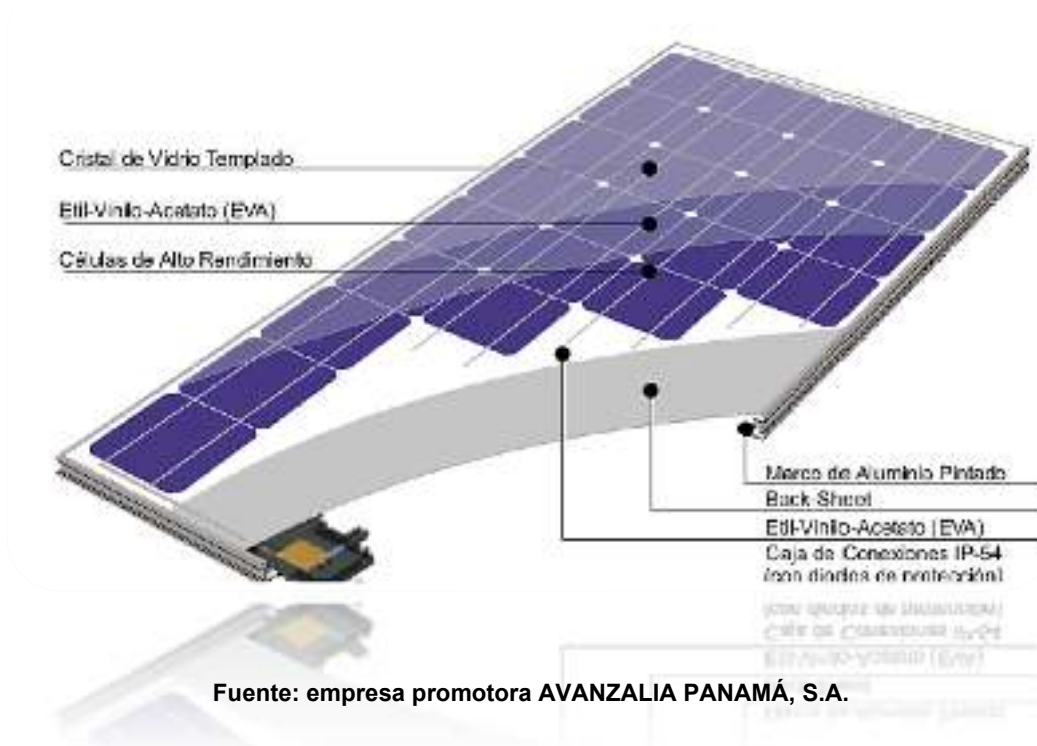 Cristal de Vidrio Templado
Etil-Vinilo-Acetato (EVA)
Células de Alto Rendimiento
Marco de Aluminio Pintado
Back Sheet
Etil-Vinilo-Acetato (EVA)
Caja de Conexiones IP-54
(con diodos de protección)
Fuente: empresa promotora AVANZALIA PANAMÁ, S.A.